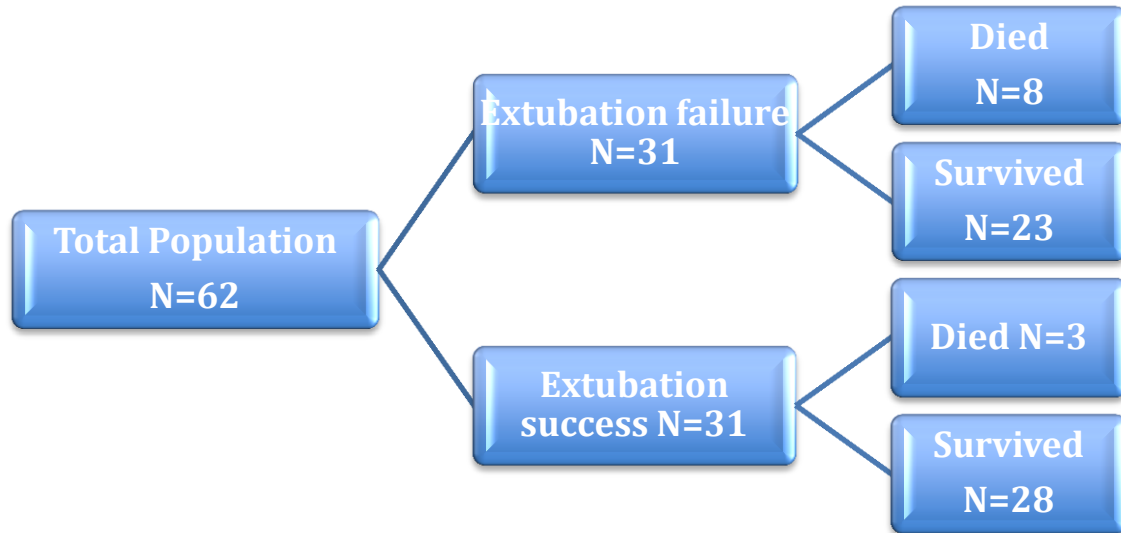 Total Population
N=62
Extubation failure
N=31
Extubation
success N=31
Died
N=8
Survived
N=23
Died N=3
Survived
N=28